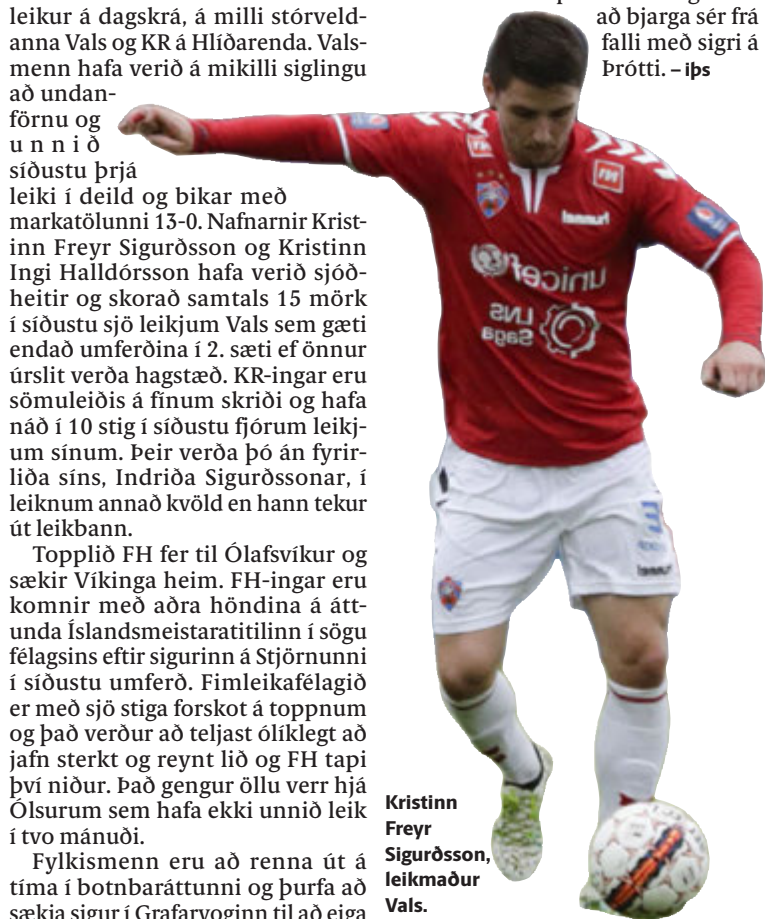 leikur á dagskrá, á milli stórveld-
anna Vals og KR á Hlíðarenda. Vals-
menn hafa verið á mikilli siglingu
að undan-
förnu og
unnið
síðustu þrjá
leiki í deild og bikar með
markatölunni 13-0. Nafnarnir Krist-
inn Freyr Sigurðsson og Kristinn
Ingi Halldórsson hafa verið sjóð-
heitir og skorað samtals 15 mörk
í síðustu sjö leikjum Vals sem gæti
endað umferðina í 2. sæti ef önnur
úrslit verða hagstæð. KR-ingar eru
sömuleiðis á fínum skriði og hafa
náð í 10 stig í síðustu fjórum leikj-
um sínum. Þeir verða þó án fyrir-
liða síns, Indriða Sigurðssonar, í
leiknum annað kvöld en hann tekur
út leikbann.
Topplið FH fer til Ólafsvíkur og
sækir Víkinga heim. FH-ingar eru
komnir með aðra höndina á átt-
unda Íslandsmeistaratitilinn í sögu
félagsins eftir sigurinn á Stjörnunni
í síðustu umferð. Fimleikafélagið
er með sjö stiga forskot á toppnum
og það verður að teljast ólíklegt að
jafn sterkt og reynt lið og FH tapi
því niður. Það gengur öllu verr hjá
Ólsurum sem hafa ekki unnið leik
í tvo mánuði.
Fylkismenn eru að renna út á
tíma í botnbaráttunni og þurfa að
sækja sigur í Grafarvoginn til að eiga
að bjarga sér frá
falli með sigri á
Þrótti. – iþs
hummel
unicef
LNS
Saga
Kristinn
Freyr
Sigurðsson,
leikmaður
Vals.